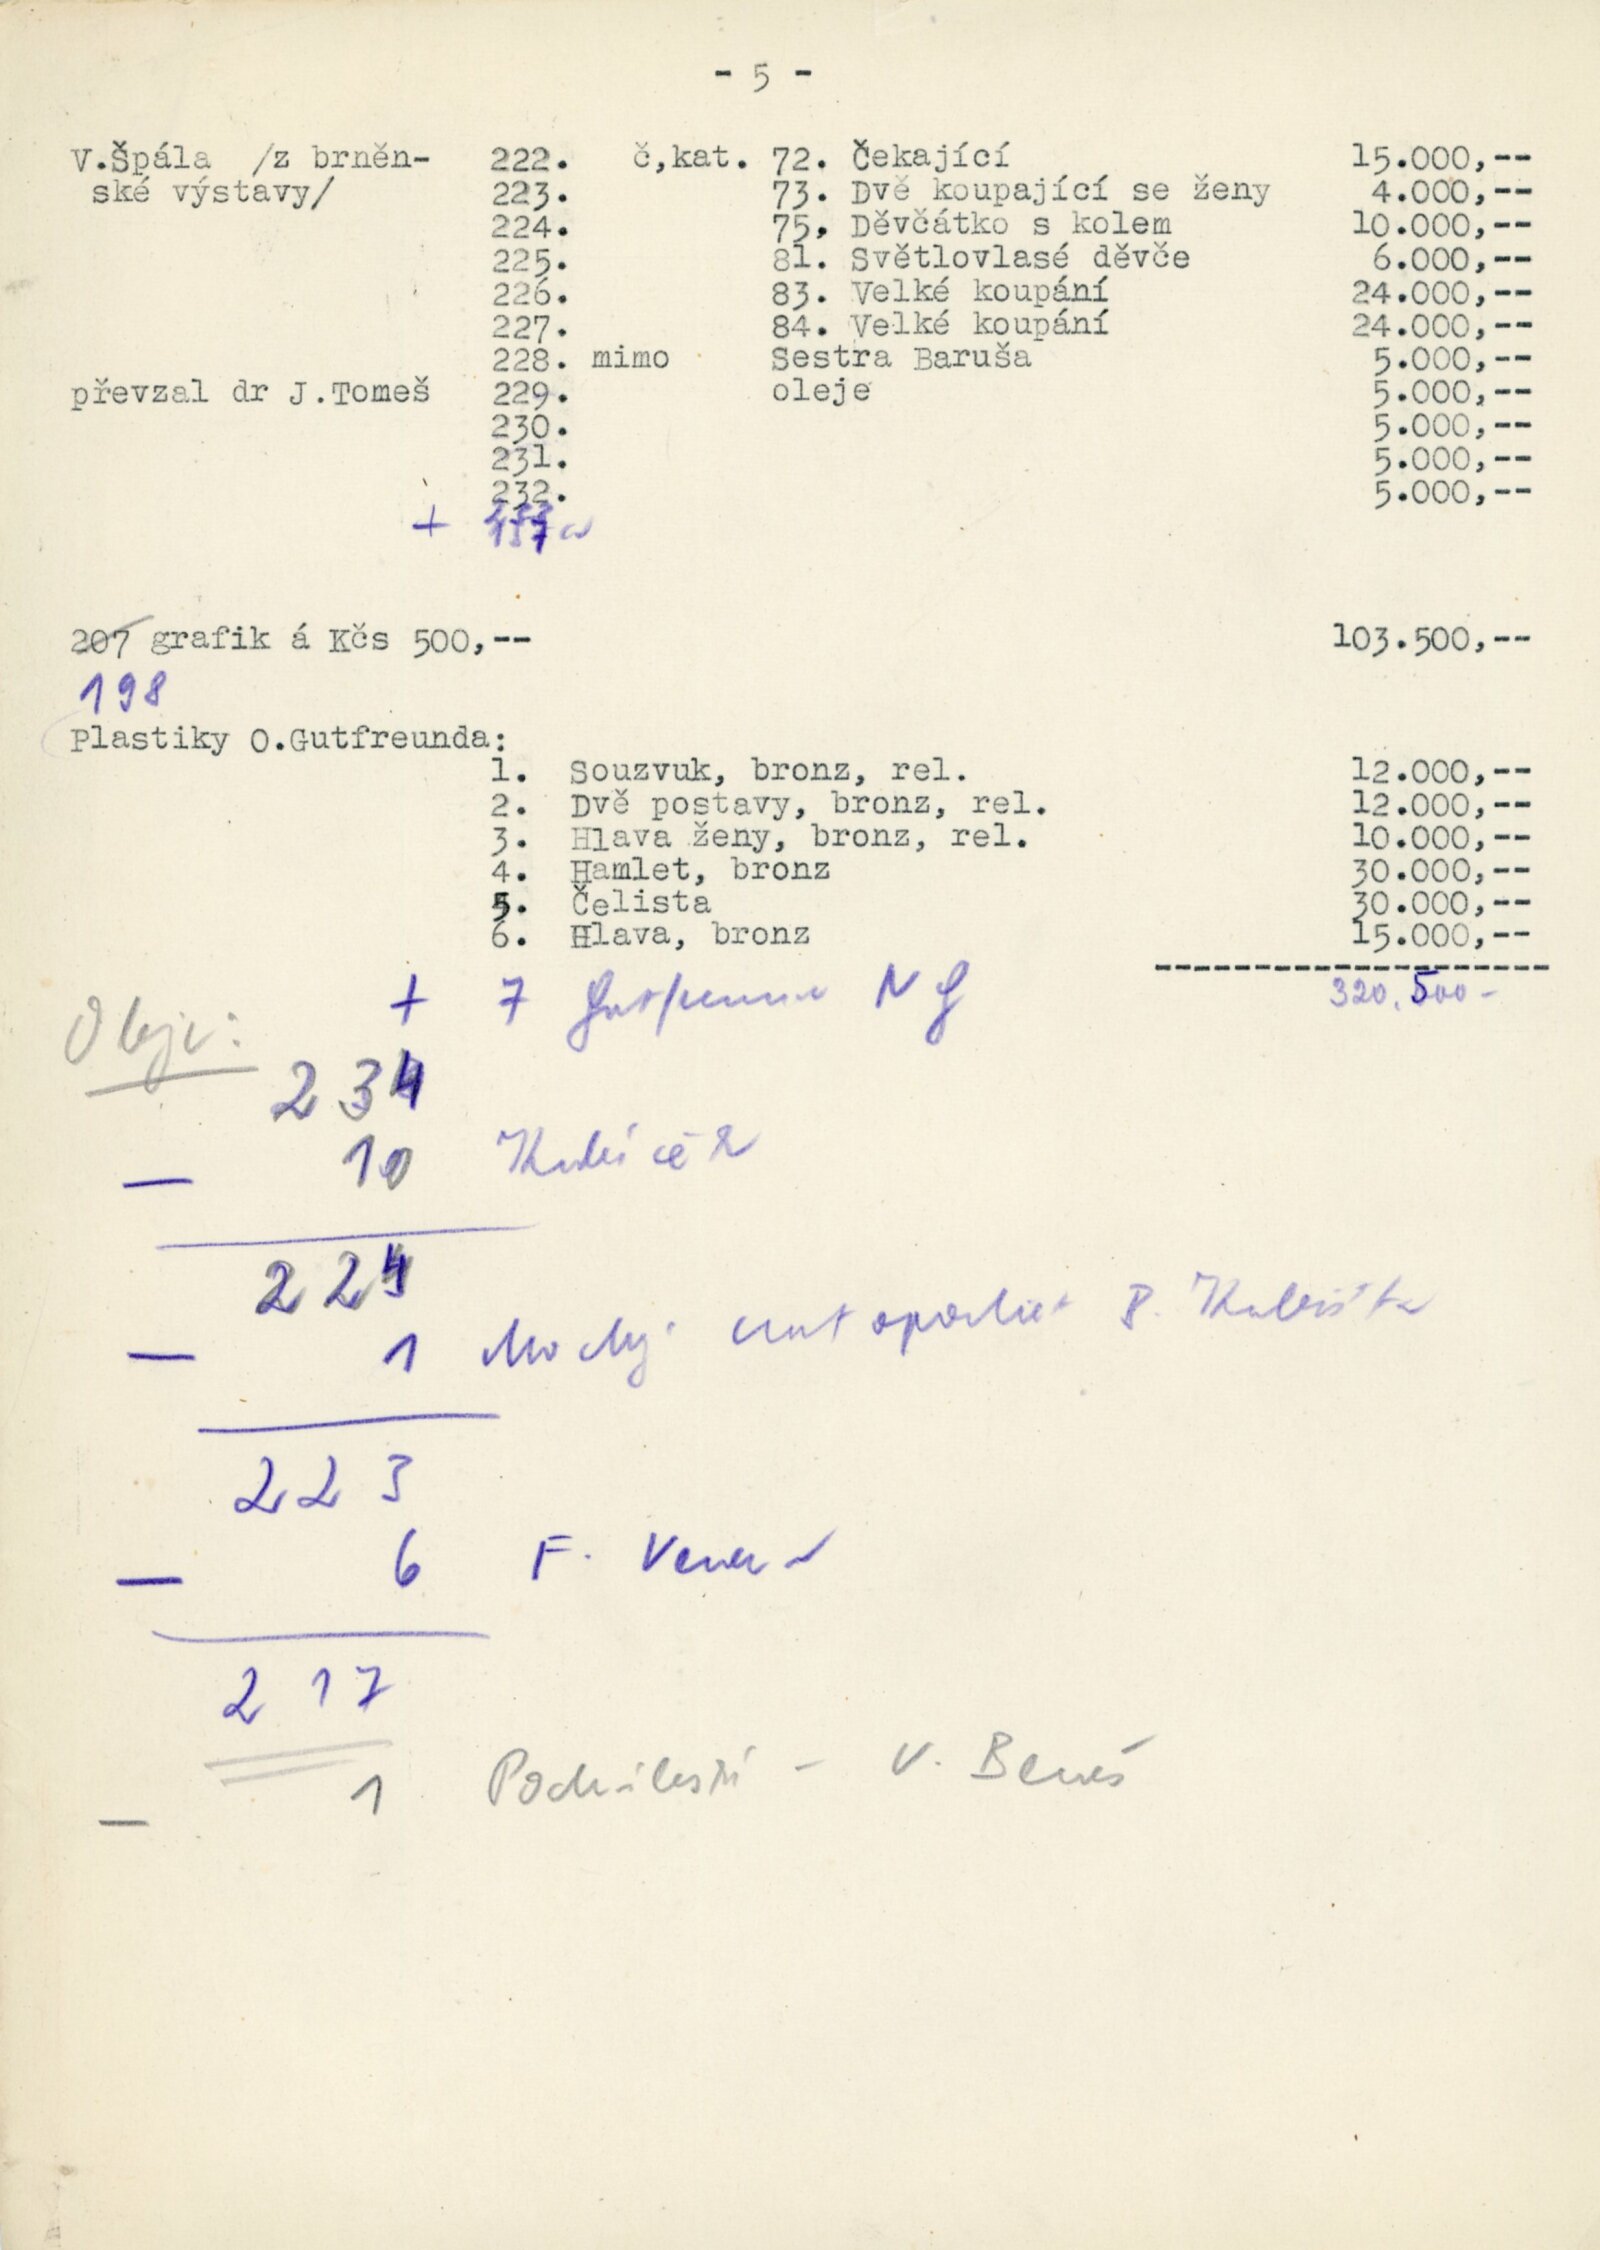 - 5 -
V.Špála /z brněn- 222. č,kat. 72. Čekající 15.000,--
ské výstavy/ 223. 73. Dvě koupající se ženy 4.000,--
224. 75, Děvčátko s kolem 10.000,--
225. 81. Světlovlasé děvče 6.000,--
226. 83. Velké koupání 24.000,--
227. 84. Velké koupání 24.000,--
228. mimo Sestra Baruša 5.000,--
převzal dr J.Tomeš 229. oleje 5.000,--
230. 5.000,--
231. 5.000,--
232. 5.000,--
+
207 grafik á Kčs 500,-- 103.500,--
198
Plastiky O.Gutfreunda:
1. Souzvuk, bronz, rel. 12.000,--
2. Dvě postavy, bronz, rel. 12.000,--
3. Hlava ženy, bronz, rel. 10.000,--
4. Hamlet, bronz 30.000,--
5. Čelista 30.000,--
6. Hlava, bronz 15.000,--
--------------------
+ 7 NG 320.500-
Oleje:
234
- 10
224
- 1 autoportret B. Kubišta
223
- 6 F.
217
- 1 Podobizna - V. Beneš